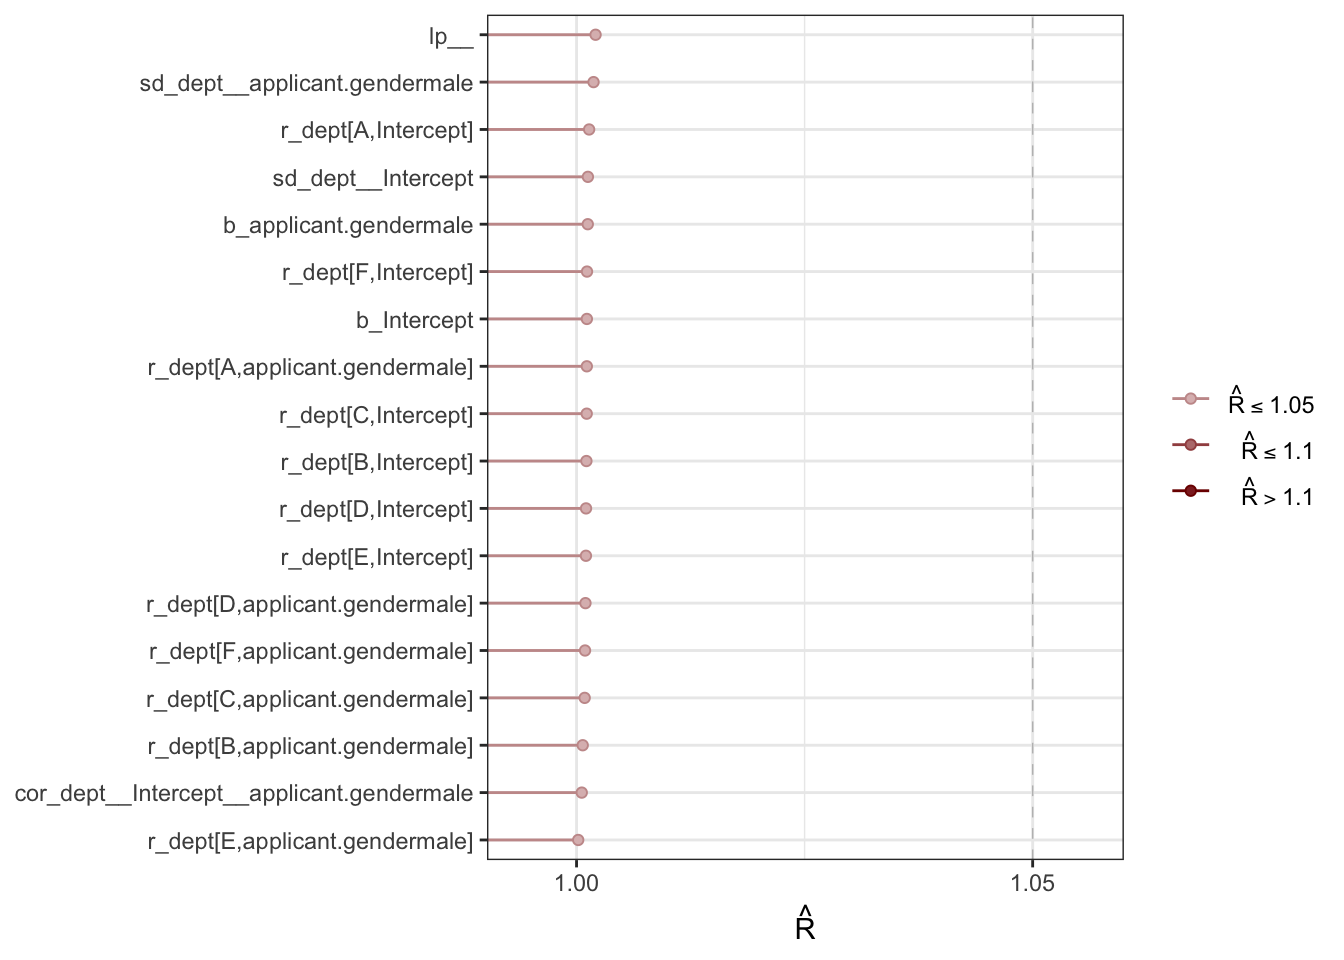 lp__
sd_dept__applicant.gendermale
r_dept[A,Intercept]
sd_dept__Intercept
b_applicant.gendermale
r_dept[F,Intercept]
b_Intercept
r_dept[A,applicant.gendermale]
r_dept[C,Intercept]
r_dept[B,Intercept]
r_dept[D,Intercept]
r_dept[E,Intercept]
r_dept[D,applicant.gendermale]
r_dept[F,applicant.gendermale]
r_dept[C,applicant.gendermale]
r_dept[B,applicant.gendermale]
cor_dept__Intercept__applicant.gendermale
r_dept[E,applicant.gendermale]
1.00 1.05
R̂
R̂ ≤ 1.05
R̂ ≤ 1.1
R̂ > 1.1